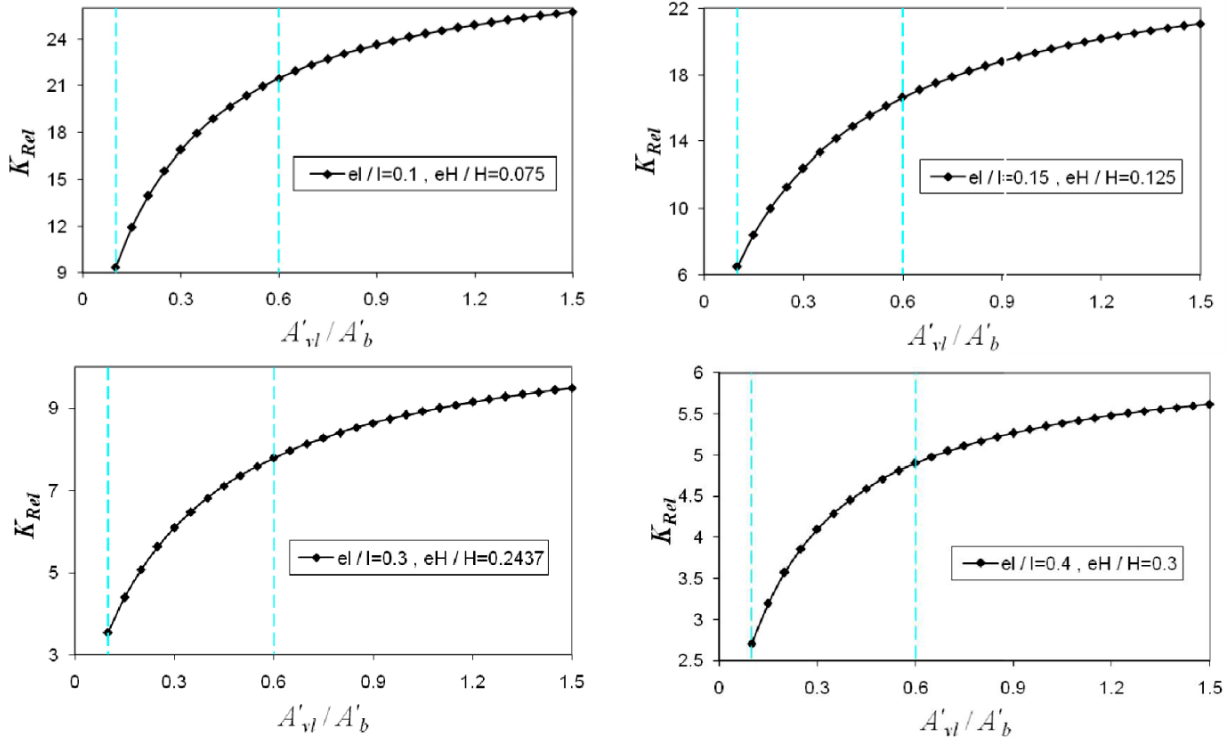 24
21
18
15
12
9
K_Rel
0 0.3 0.6 0.9 1.2 1.5
A'_vl / A'_b
el / l=0.1 , eH / H=0.075
22
18
14
10
6
K_Rel
0 0.3 0.6 0.9 1.2 1.5
A'_vl / A'_b
el / l=0.15 , eH / H=0.125
9
7
5
3
K_Rel
0 0.3 0.6 0.9 1.2 1.5
A'_vl / A'_b
el / l=0.3 , eH / H=0.2437
6
5.5
5
4.5
4
3.5
3
2.5
K_Rel
0 0.3 0.6 0.9 1.2 1.5
A'_vl / A'_b
el / l=0.4 , eH / H=0.3